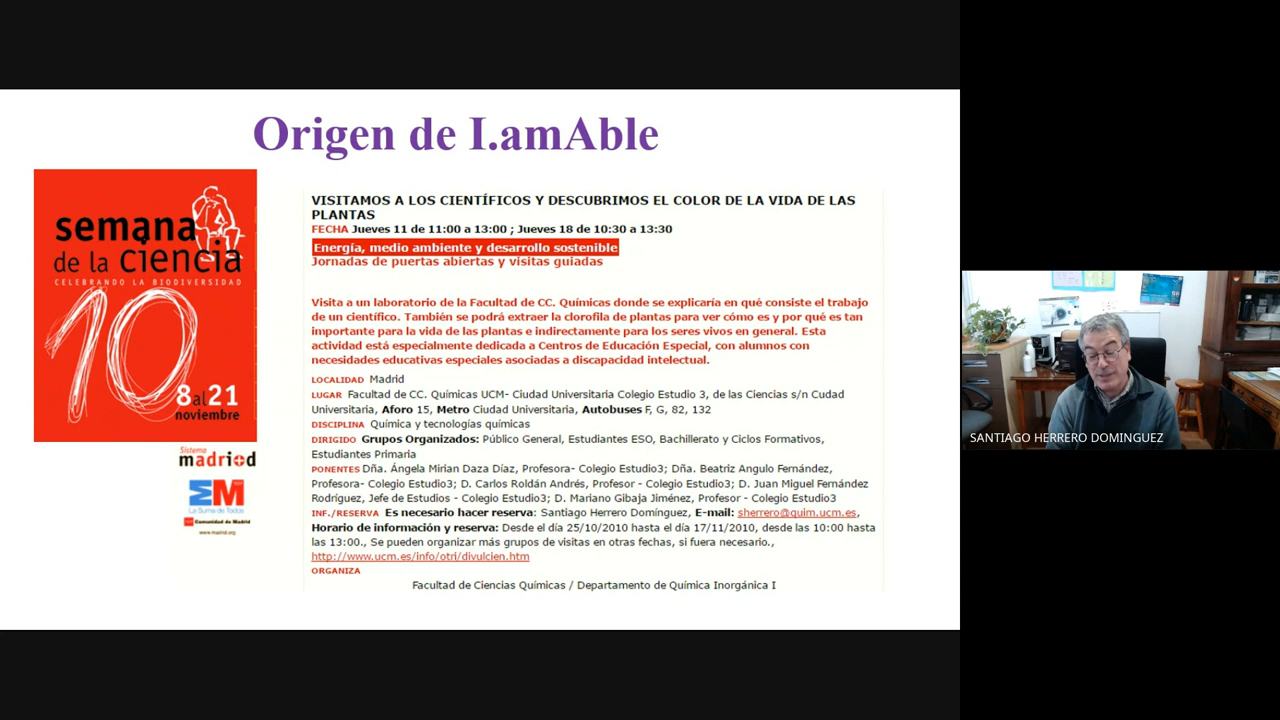 Origen de I.amAble
semana
de la ciencia
CELEBRANDO LA BIODIVERSIDAD
10
8al21
noviembre
Sistema
madri+d
EM
La Suma de Todos
Comunidad de Madrid
www.madrid.org
VISITAMOS A LOS CIENTÍFICOS Y DESCUBRIMOS EL COLOR DE LA VIDA DE LAS
PLANTAS
FECHA Jueves 11 de 11:00 a 13:00 ; Jueves 18 de 10:30 a 13:30
Energía, medio ambiente y desarrollo sostenible
Jornadas de puertas abiertas y visitas guiadas
Visita a un laboratorio de la Facultad de CC. Químicas donde se explicaría en qué consiste el trabajo
de un científico. También se podrá extraer la clorofila de plantas para ver cómo es y por qué es tan
importante para la vida de las plantas e indirectamente para los seres vivos en general. Esta
actividad está especialmente dedicada a Centros de Educación Especial, con alumnos con
necesidades educativas especiales asociadas a discapacidad intelectual.
LOCALIDAD Madrid
LUGAR Facultad de CC. Químicas UCM- Ciudad Universitaria Colegio Estudio 3, de las Ciencias s/n Cudad
Universitaria, Aforo 15, Metro Ciudad Universitaria, Autobuses F, G, 82, 132
DISCIPLINA Química y tecnologías químicas
DIRIGIDO Grupos Organizados: Público General, Estudiantes ESO, Bachillerato y Ciclos Formativos,
Estudiantes Primaria
PONENTES Dña. Ángela Mirian Daza Díaz, Profesora- Colegio Estudio3; Dña. Beatriz Angulo Fernández,
Profesora- Colegio Estudio3; D. Carlos Roldán Andrés, Profesor - Colegio Estudio3; D. Juan Miguel Fernández
Rodríguez, Jefe de Estudios - Colegio Estudio3; D. Mariano Gibaja Jiménez, Profesor - Colegio Estudio3
INF./RESERVA Es necesario hacer reserva: Santiago Herrero Domínguez, E-mail: sherrero@quim.ucm.es,
Horario de información y reserva: Desde el día 25/10/2010 hasta el día 17/11/2010, desde las 10:00 hasta
las 13:00., Se pueden organizar más grupos de visitas en otras fechas, si fuera necesario.,
http://www.ucm.es/info/otri/divulcien.htm
ORGANIZA
Facultad de Ciencias Químicas / Departamento de Química Inorgánica I
SANTIAGO HERRERO DOMINGUEZ